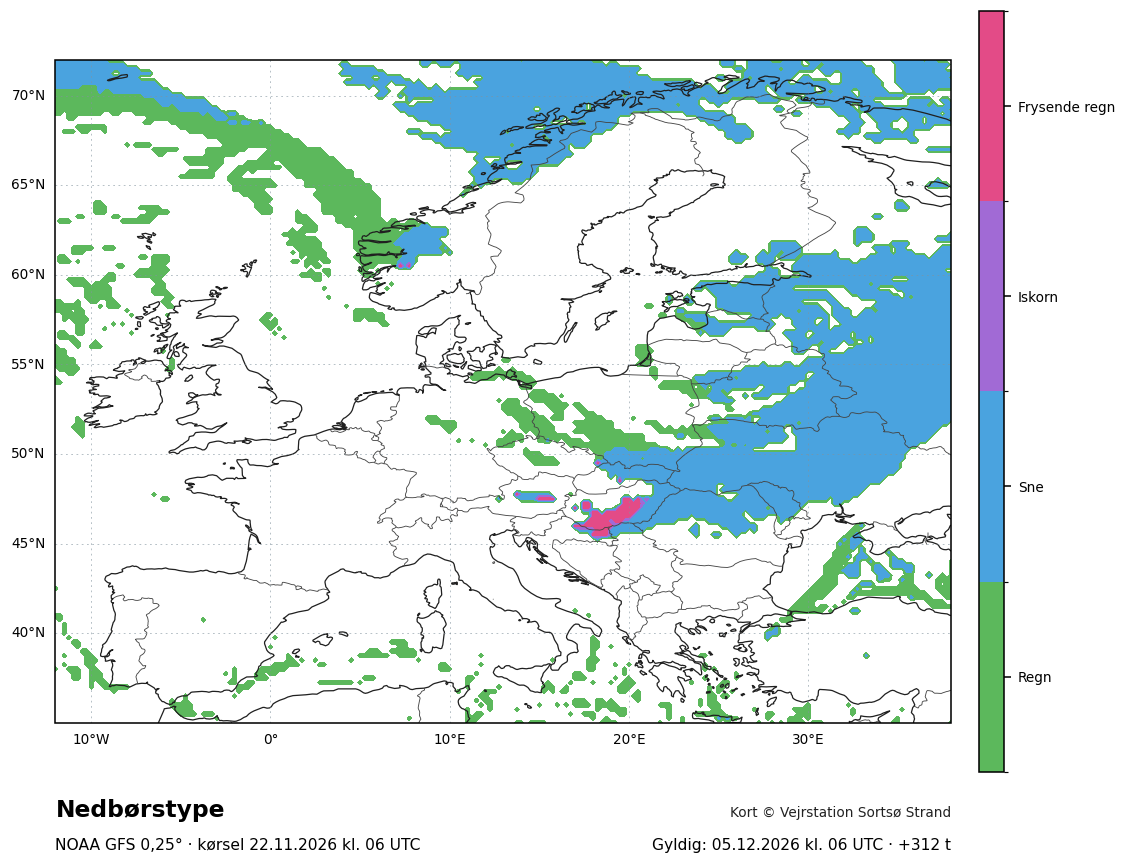 70°N
65°N
60°N
55°N
50°N
45°N
40°N
10°W
0°
10°E
20°E
30°E
Frysende regn
Iskorn
Sne
Regn
Nedbørstype
Kort © Vejrstation Sortsø Strand
NOAA GFS 0,25° · kørsel 22.11.2026 kl. 06 UTC
Gyldig: 05.12.2026 kl. 06 UTC · +312 t